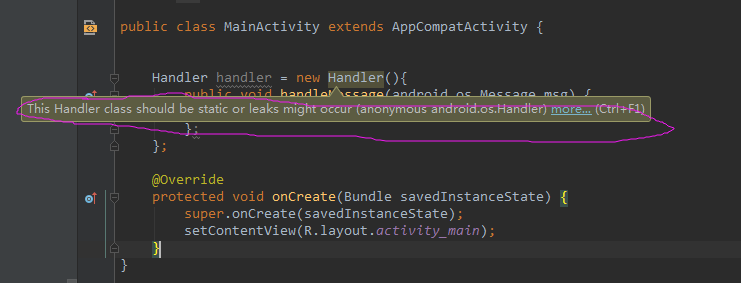 public class MainActivity extends AppCompatActivity {
Handler handler = new Handler(){
public void handleMessage(android.os.Message msg) {
This Handler class should be static or leaks might occur (anonymous android.os.Handler) more... (Ctrl+F1)
};
};
@Override
protected void onCreate(Bundle savedInstanceState) {
super.onCreate(savedInstanceState);
setContentView(R.layout.activity_main);
}
}